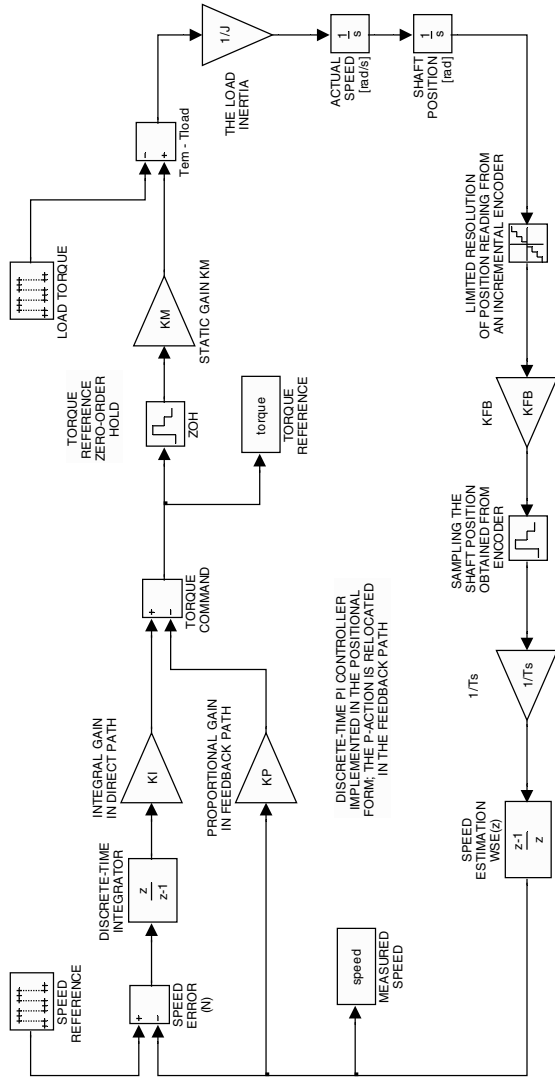 SPEED
REFERENCE
+
−
SPEED
ERROR
(N)
DISCRETE-TIME
INTEGRATOR
z
z-1
INTEGRAL GAIN
IN DIRECT PATH
KI
PROPORTIONAL GAIN
IN FEEDBACK PATH
KP
+
−
TORQUE
COMMAND
TORQUE
REFERENCE
ZERO-ORDER
HOLD
ZOH
torque
TORQUE
REFERENCE
KM
STATIC GAIN KM
LOAD TORQUE
−
+
Tem - Tload
1/J
THE LOAD
INERTIA
1
s
ACTUAL
SPEED
[rad/s]
1
s
SHAFT
POSITION
[rad]
LIMITED RESOLUTION
OF POSITION READING FROM
AN INCREMENTAL ENCODER
KFB
KFB
SAMPLING THE
SHAFT POSITION
OBTAINED FROM
ENCODER
1/Ts
1/Ts
SPEED
ESTIMATION
WSE(z)
z-1
z
speed
MEASURED
SPEED
DISCRETE-TIME PI CONTROLLER
IMPLEMENTED IN THE POSITIONAL
FORM; THE P-ACTION IS RELOCATED
IN THE FEEDBACK PATH